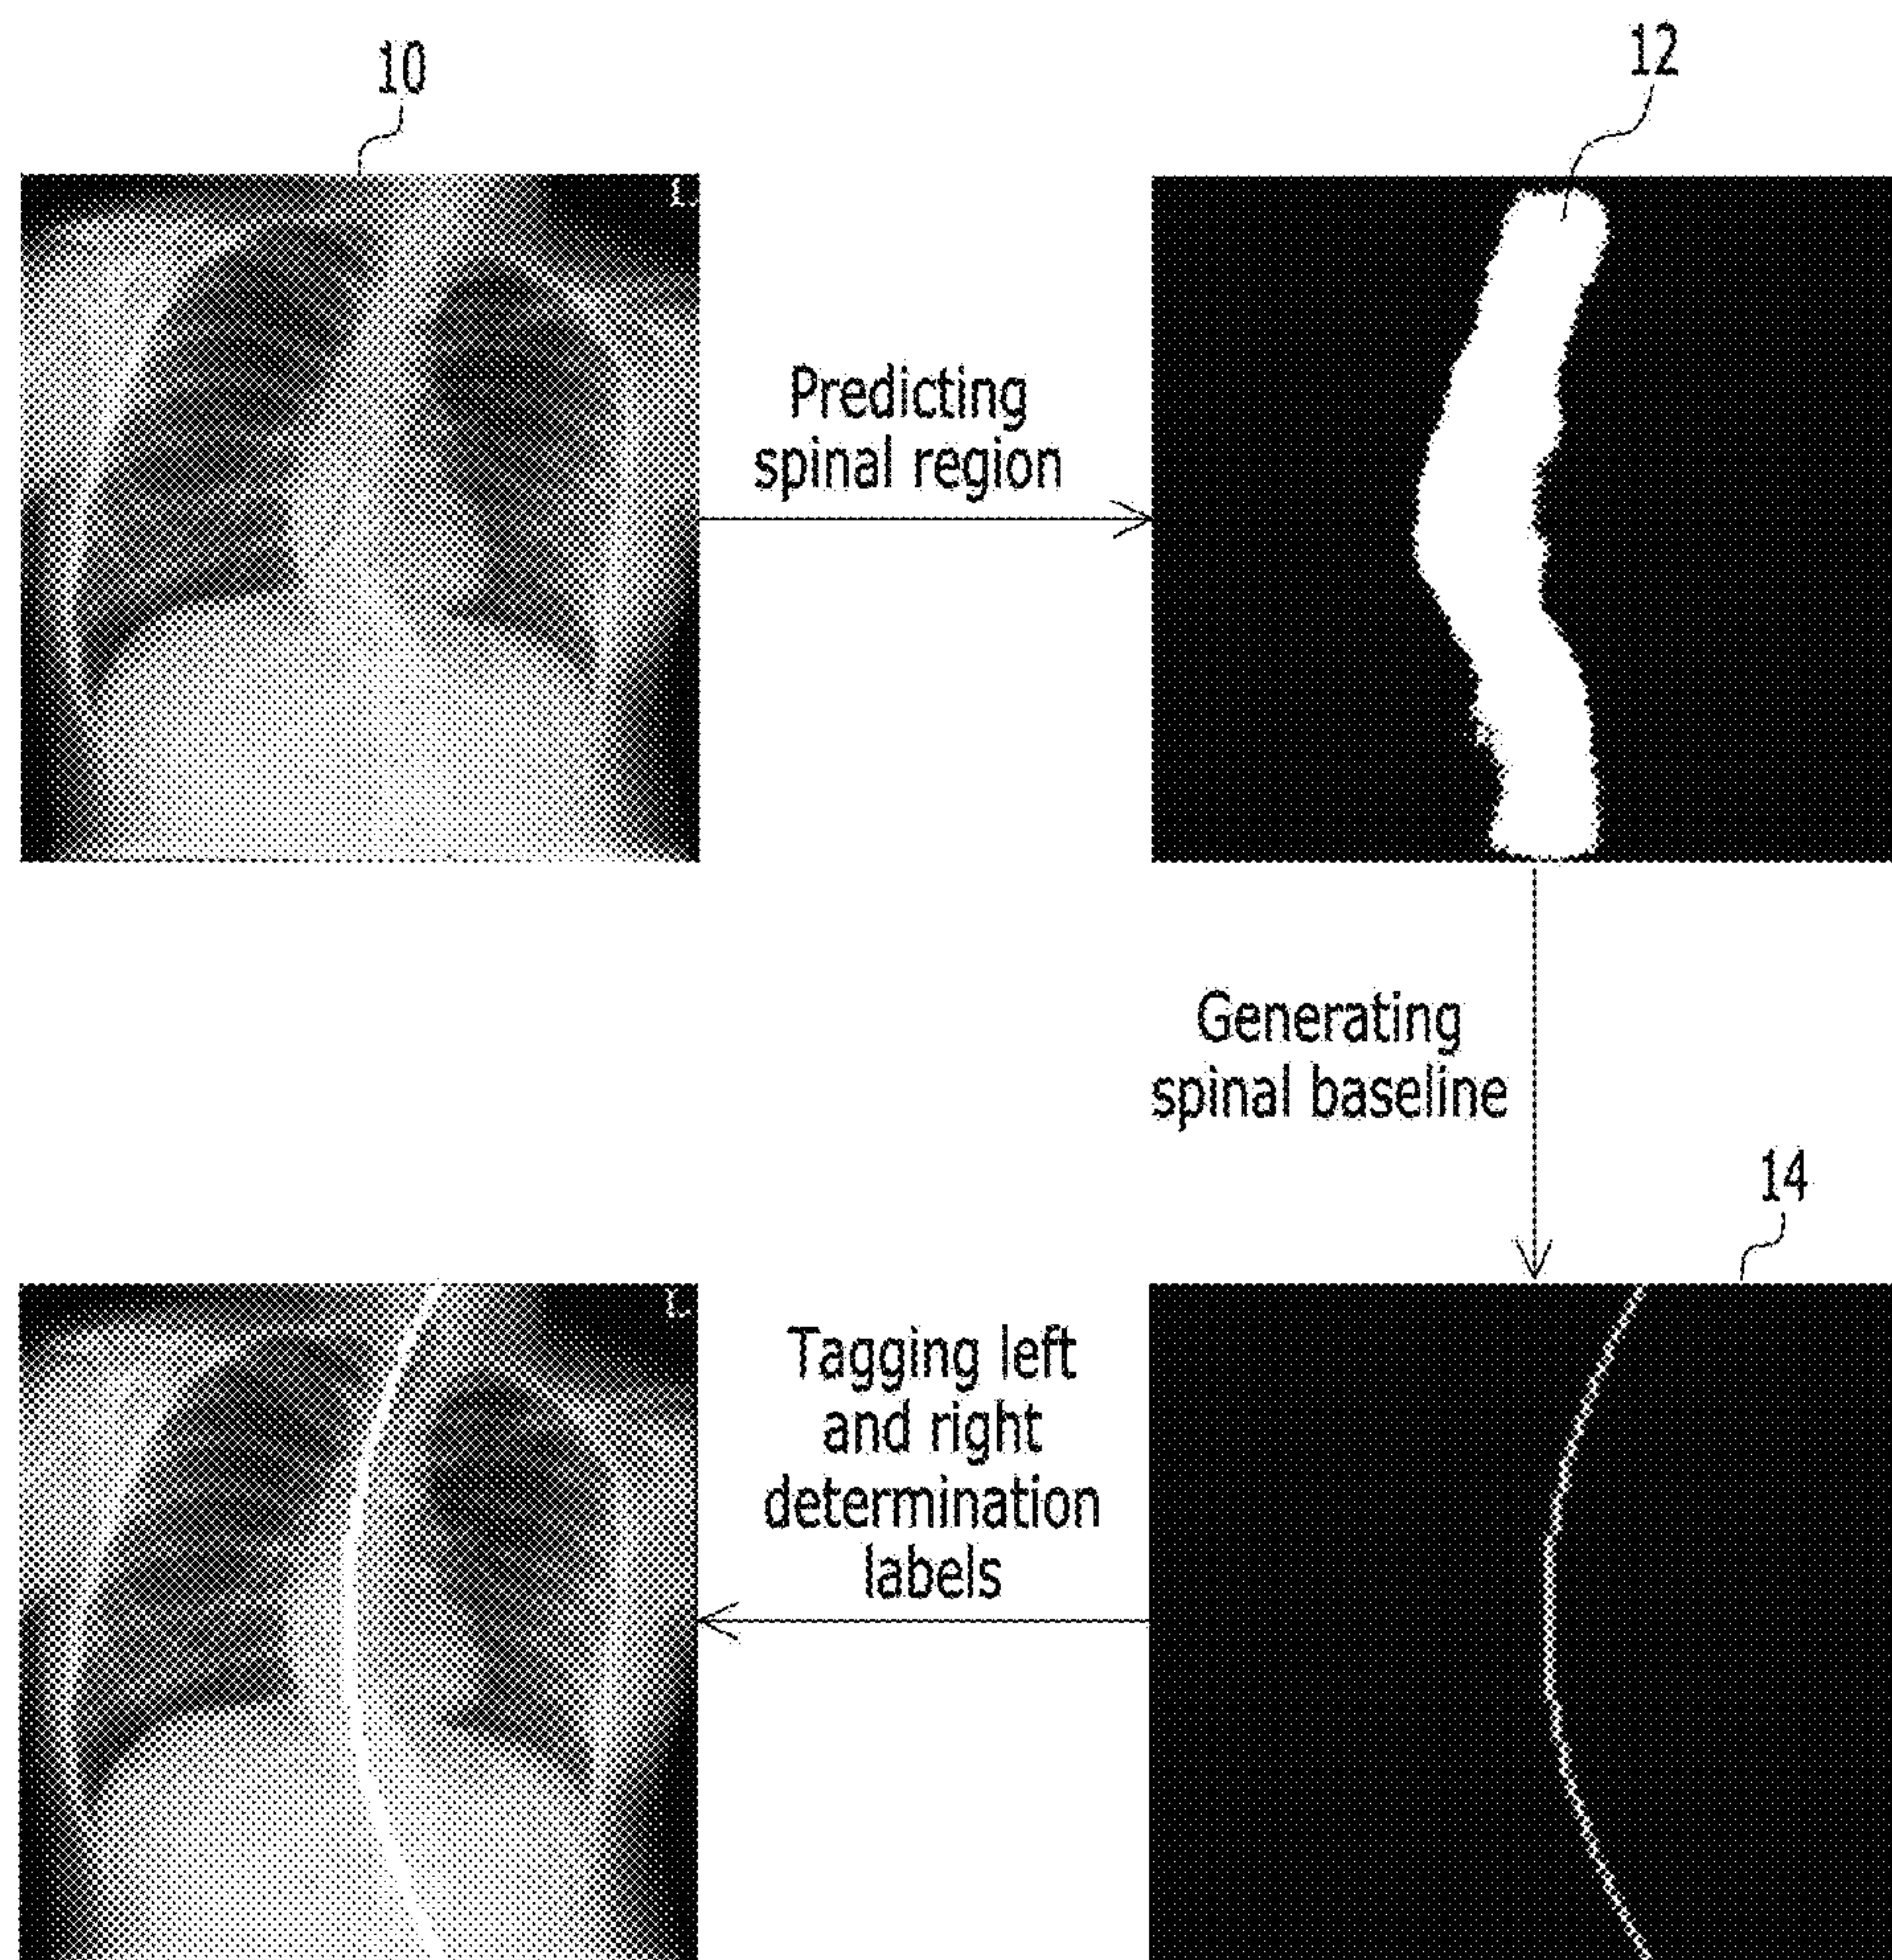 10
12
L
Predicting
spinal region
Generating
spinal baseline
14
L
Tagging left
and right
determination
labels